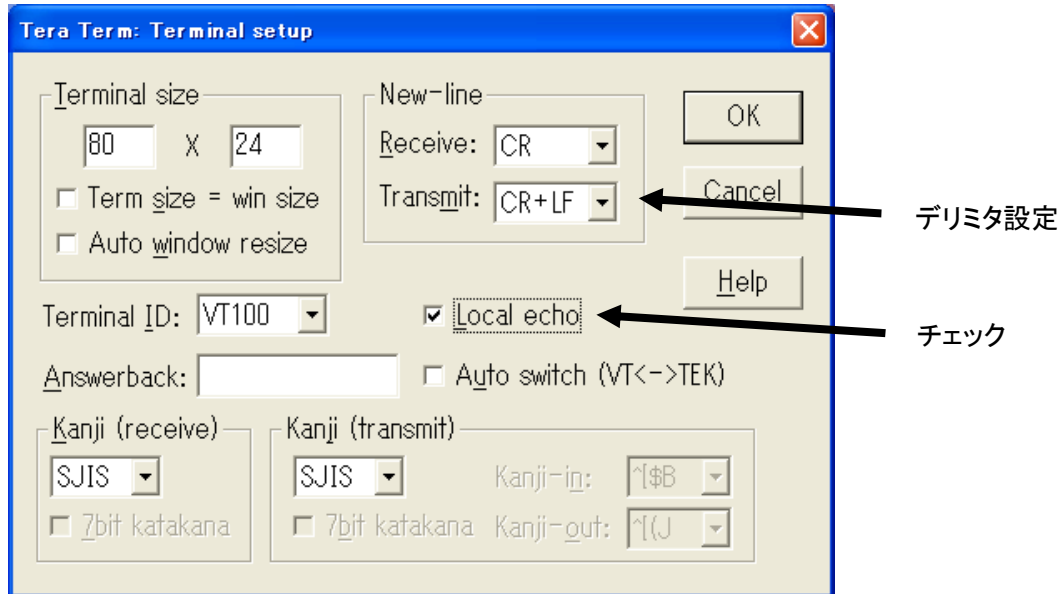 Tera Term: Terminal setup
Terminal size
80 X 24
Term size = win size
Auto window resize
New-line
Receive: CR
Transmit: CR+LF
OK
Cancel
Help
デリミタ設定
Terminal ID: VT100
Local echo
チェック
Answerback:
Auto switch (VT<->TEK)
Kanji (receive)
SJIS
7bit katakana
Kanji (transmit)
SJIS
7bit katakana
Kanji-in: ^[$B
Kanji-out: ^[(J